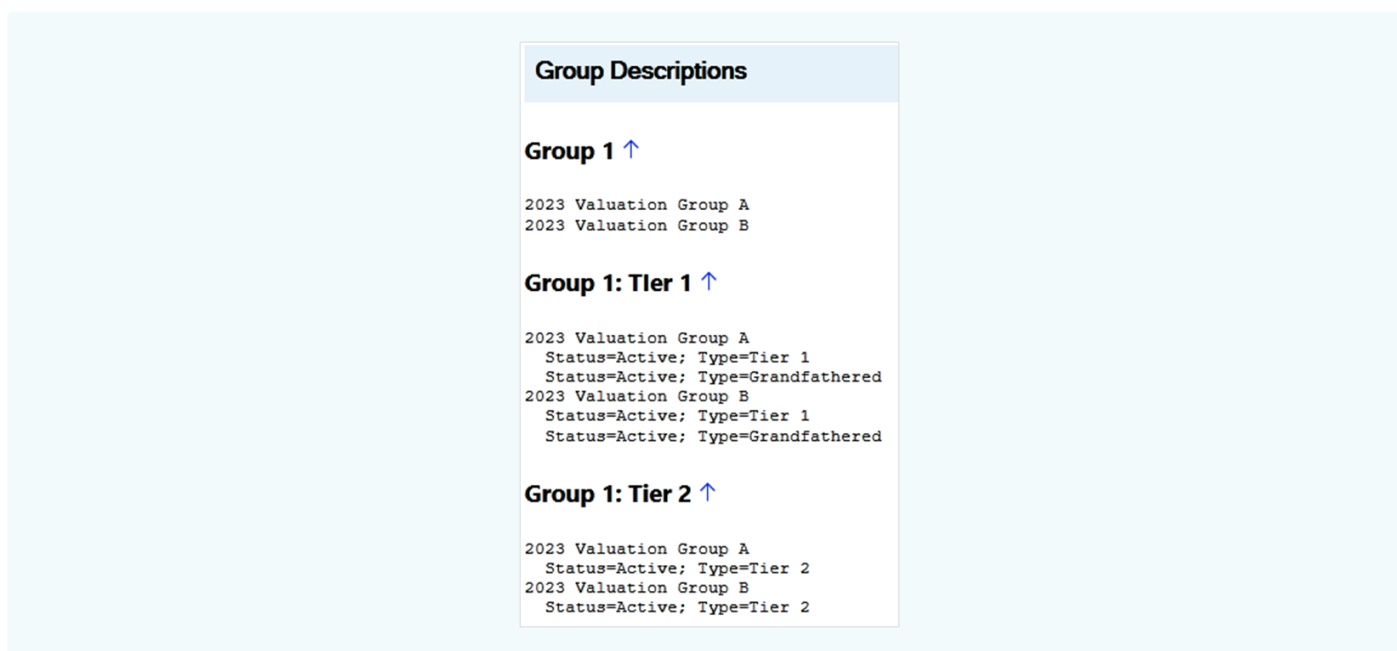 Group Descriptions
Group 1 ↑
2023 Valuation Group A
2023 Valuation Group B
Group 1: TIer 1 ↑
2023 Valuation Group A
Status=Active; Type=Tier 1
Status=Active; Type=Grandfathered
2023 Valuation Group B
Status=Active; Type=Tier 1
Status=Active; Type=Grandfathered
Group 1: Tier 2 ↑
2023 Valuation Group A
Status=Active; Type=Tier 2
2023 Valuation Group B
Status=Active; Type=Tier 2